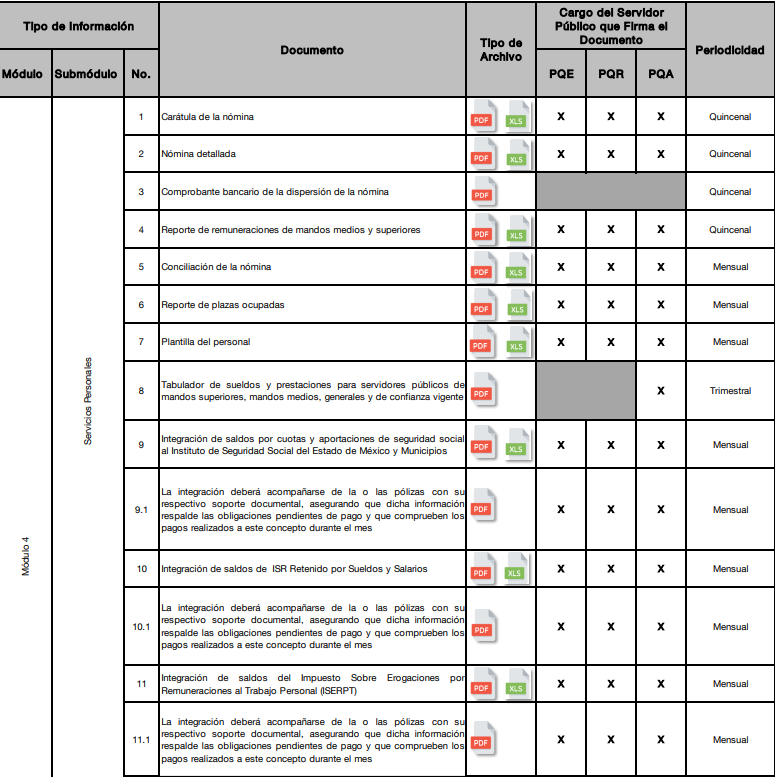 Tipo de Información
Documento
Tipo de
Archivo
Cargo del Servidor
Público que Firma el
Documento
Periodicidad
Módulo Submódulo No.
PQE PQR PQA
Módulo 4
Servicios Personales
1 Carátula de la nómina PDF XLS X X X Quincenal
2 Nómina detallada PDF XLS X X X Quincenal
3 Comprobante bancario de la dispersión de la nómina PDF Quincenal
4 Reporte de remuneraciones de mandos medios y superiores PDF XLS X X X Quincenal
5 Conciliación de la nómina PDF XLS X X X Mensual
6 Reporte de plazas ocupadas PDF XLS X X X Mensual
7 Plantilla del personal PDF XLS X X X Mensual
8 Tabulador de sueldos y prestaciones para servidores públicos de
mandos superiores, mandos medios, generales y de confianza vigente
PDF X Trimestral
9 Integración de saldos por cuotas y aportaciones de seguridad social
al Instituto de Seguridad Social del Estado de México y Municipios
PDF XLS X X X Mensual
9.1 La integración deberá acompañarse de la o las pólizas con su
respectivo soporte documental, asegurando que dicha información
respalde las obligaciones pendientes de pago y que comprueben los
pagos realizados a este concepto durante el mes
PDF X X X Mensual
10 Integración de saldos de ISR Retenido por Sueldos y Salarios PDF XLS X X X Mensual
10.1 La integración deberá acompañarse de la o las pólizas con su
respectivo soporte documental, asegurando que dicha información
respalde las obligaciones pendientes de pago y que comprueben los
pagos realizados a este concepto durante el mes
PDF X X X Mensual
11 Integración de saldos del Impuesto Sobre Erogaciones por
Remuneraciones al Trabajo Personal (ISERPT)
PDF XLS X X X Mensual
11.1 La integración deberá acompañarse de la o las pólizas con su
respectivo soporte documental, asegurando que dicha información
respalde las obligaciones pendientes de pago y que comprueben los
pagos realizados a este concepto durante el mes
PDF X X X Mensual